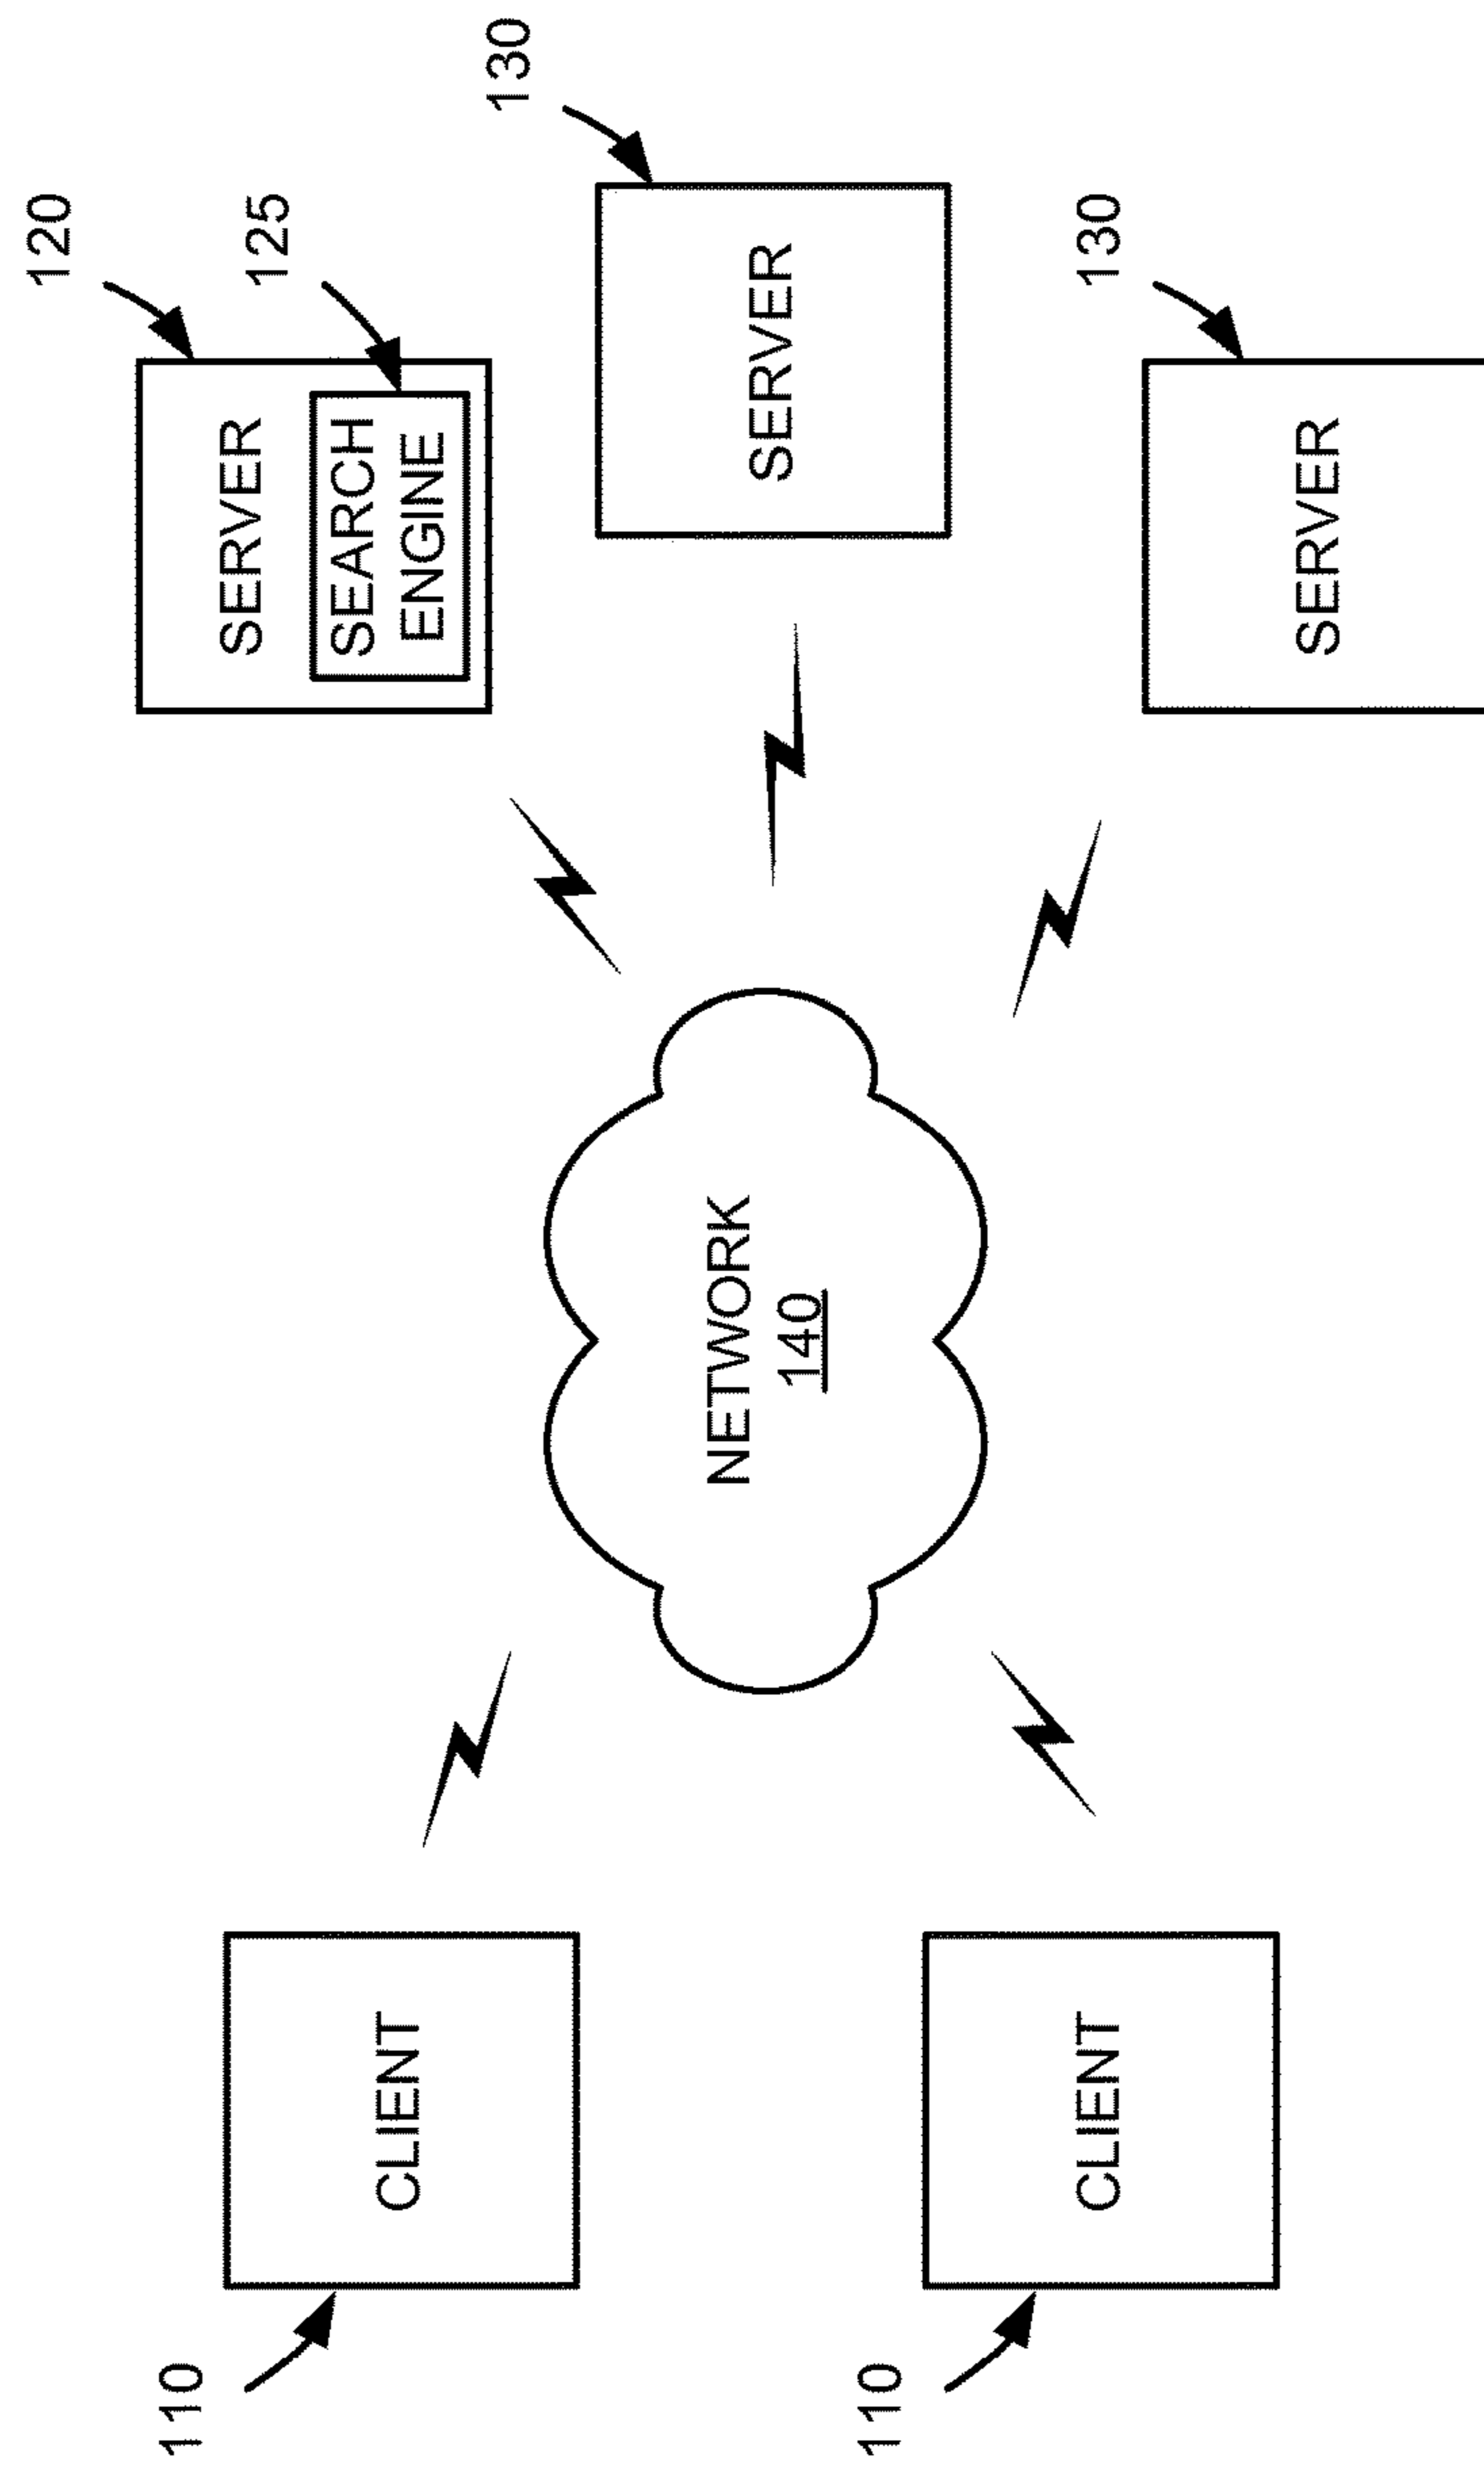 120
SERVER
125
SEARCH
ENGINE
130
SERVER
130
SERVER
NETWORK
140
110
CLIENT
110
CLIENT